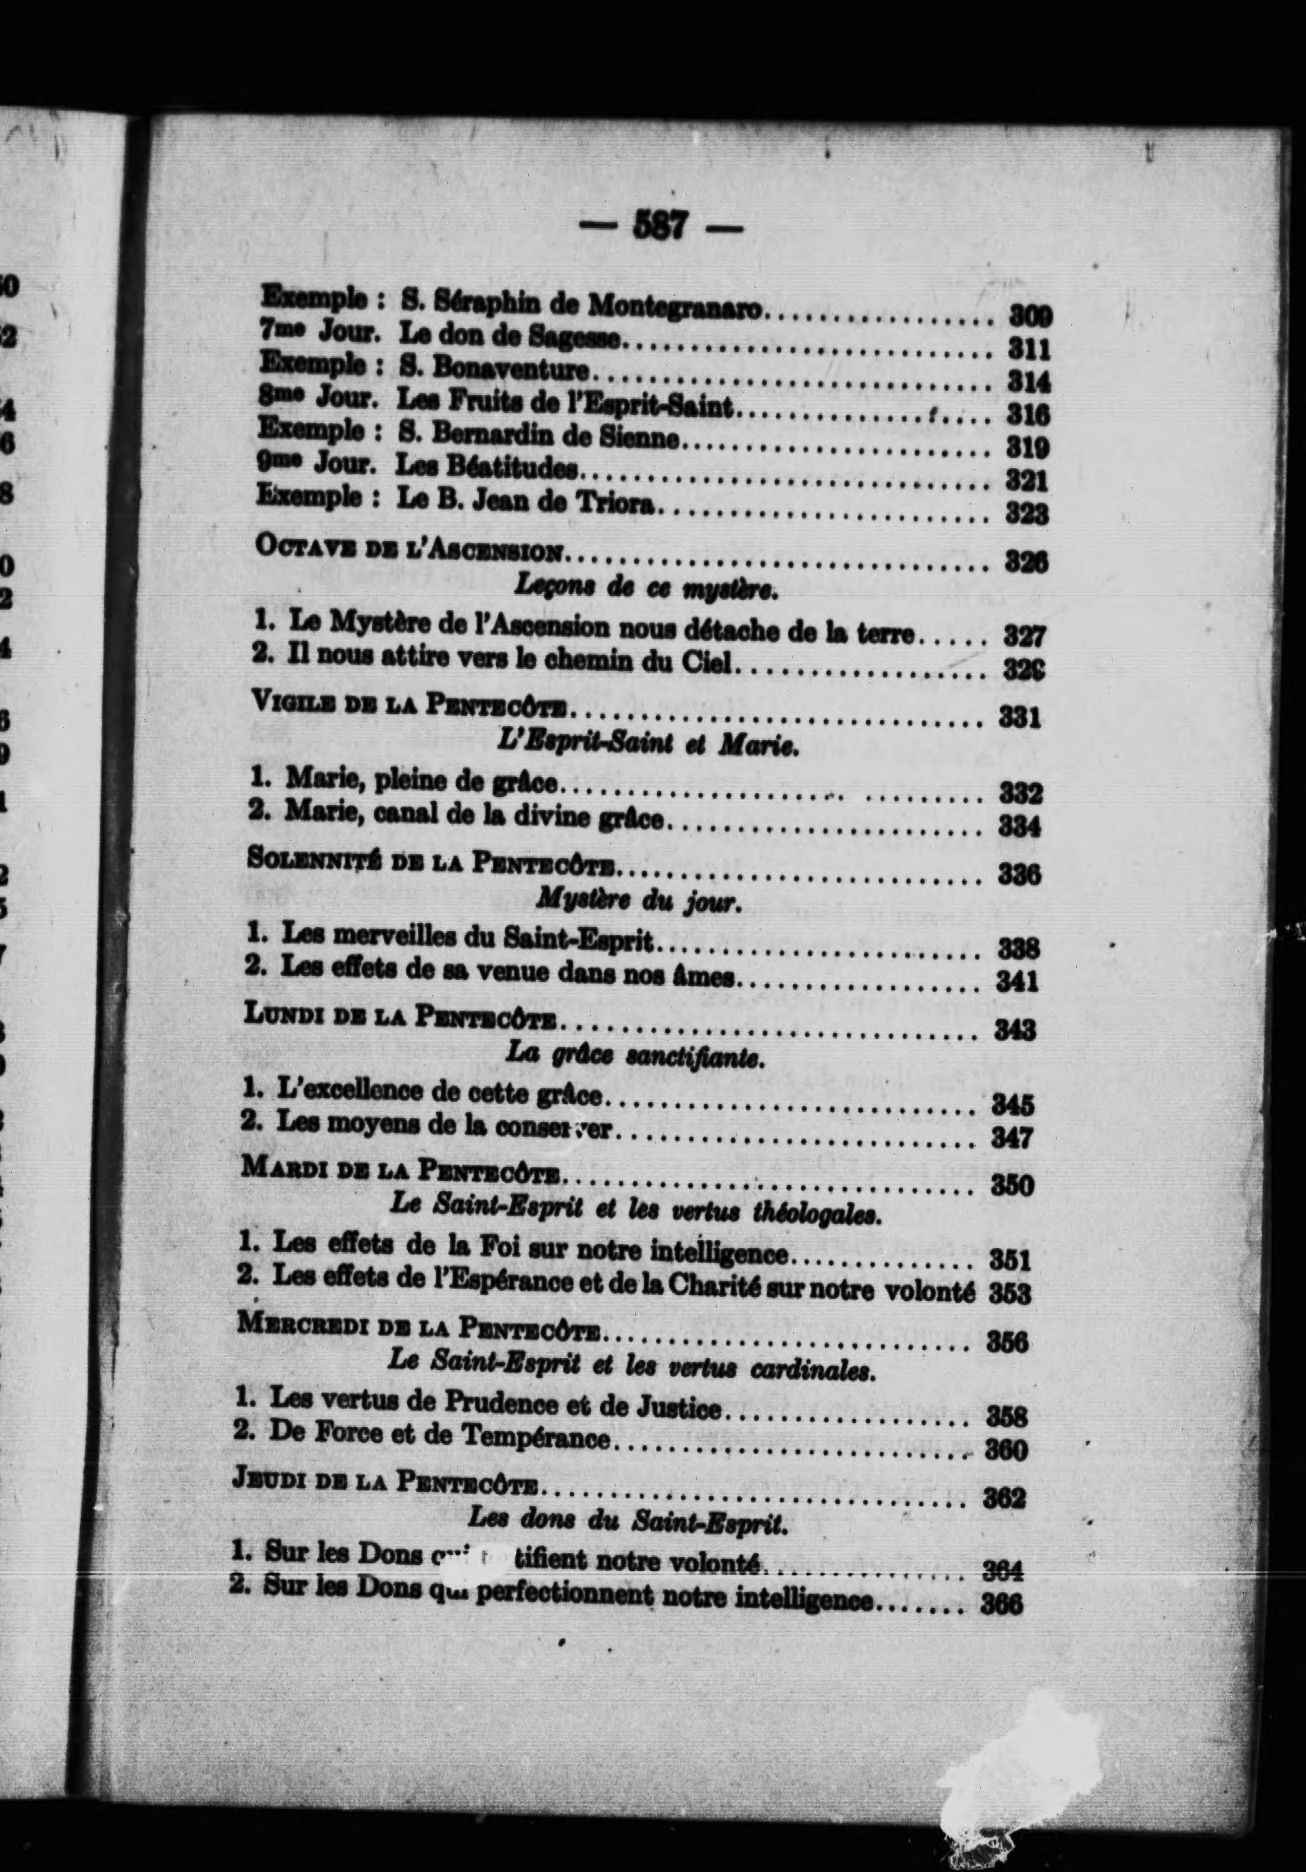 — 587 —
Exemple : S. Séraphin de Montegranaro.................. 309
7me Jour. Le don de Sagesse............................ 311
Exemple : S. Bonaventure.............................. 314
8me Jour. Les Fruits de l'Esprit-Saint................... 316
Exemple : S. Bernardin de Sienne....................... 319
9me Jour. Les Béatitudes............................... 321
Exemple : Le B. Jean de Triora......................... 323
OCTAVE DE L'ASCENSION................................ 326
Leçons de ce mystère.
1. Le Mystère de l'Ascension nous détache de la terre..... 327
2. Il nous attire vers le chemin du Ciel...................
VIGILE DE LA PENTECÔTE............................... 331
L'Esprit-Saint et Marie.
1. Marie, pleine de grâce............................... 332
2. Marie, canal de la divine grâce........................ 334
SOLENNITÉ DE LA PENTECÔTE............................ 336
Mystère du jour.
1. Les merveilles du Saint-Esprit.......................... 338
2. Les effets de sa venue dans nos âmes.................. 341
LUNDI DE LA PENTECÔTE............................... 343
La grâce sanctifiante.
1. L'excellence de cette grâce............................ 345
2. Les moyens de la conserver........................... 347
MARDI DE LA PENTECÔTE............................... 350
Le Saint-Esprit et les vertus théologales.
1. Les effets de la Foi sur notre intelligence.............. 351
2. Les effets de l'Espérance et de la Charité sur notre volonté 353
MERCREDI DE LA PENTECÔTE........................... 356
Le Saint-Esprit et les vertus cardinales.
1. Les vertus de Prudence et de Justice.................. 358
2. De Force et de Tempérance........................... 360
JEUDI DE LA PENTECÔTE............................... 362
Les dons du Saint-Esprit.
1. Sur les Dons tifient notre volonté............... 364
2. Sur les Dons qui perfectionnent notre intelligence....... 366